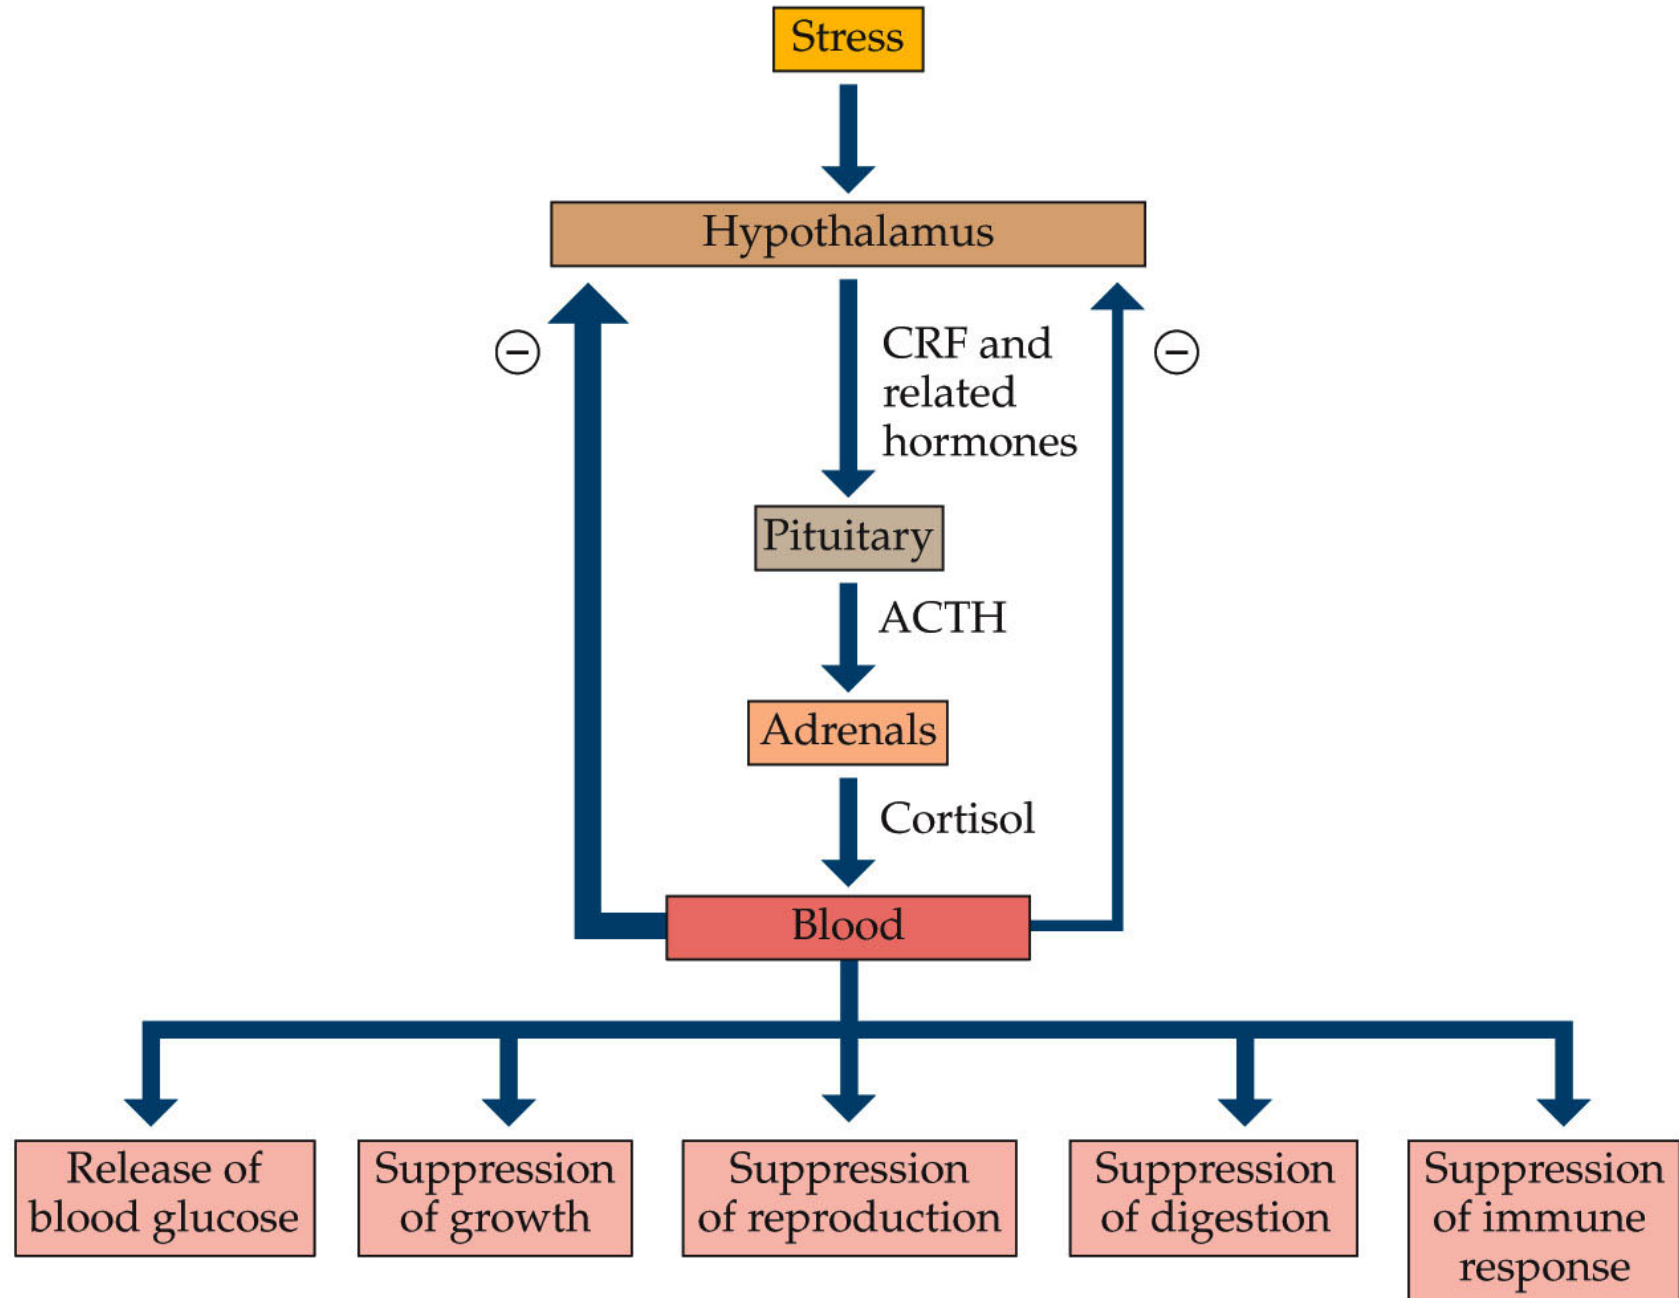 Stress
Hypothalamus
−
CRF and
related
hormones
−
Pituitary
ACTH
Adrenals
Cortisol
Blood
Release of
blood glucose
Suppression
of growth
Suppression
of reproduction
Suppression
of digestion
Suppression
of immune
response